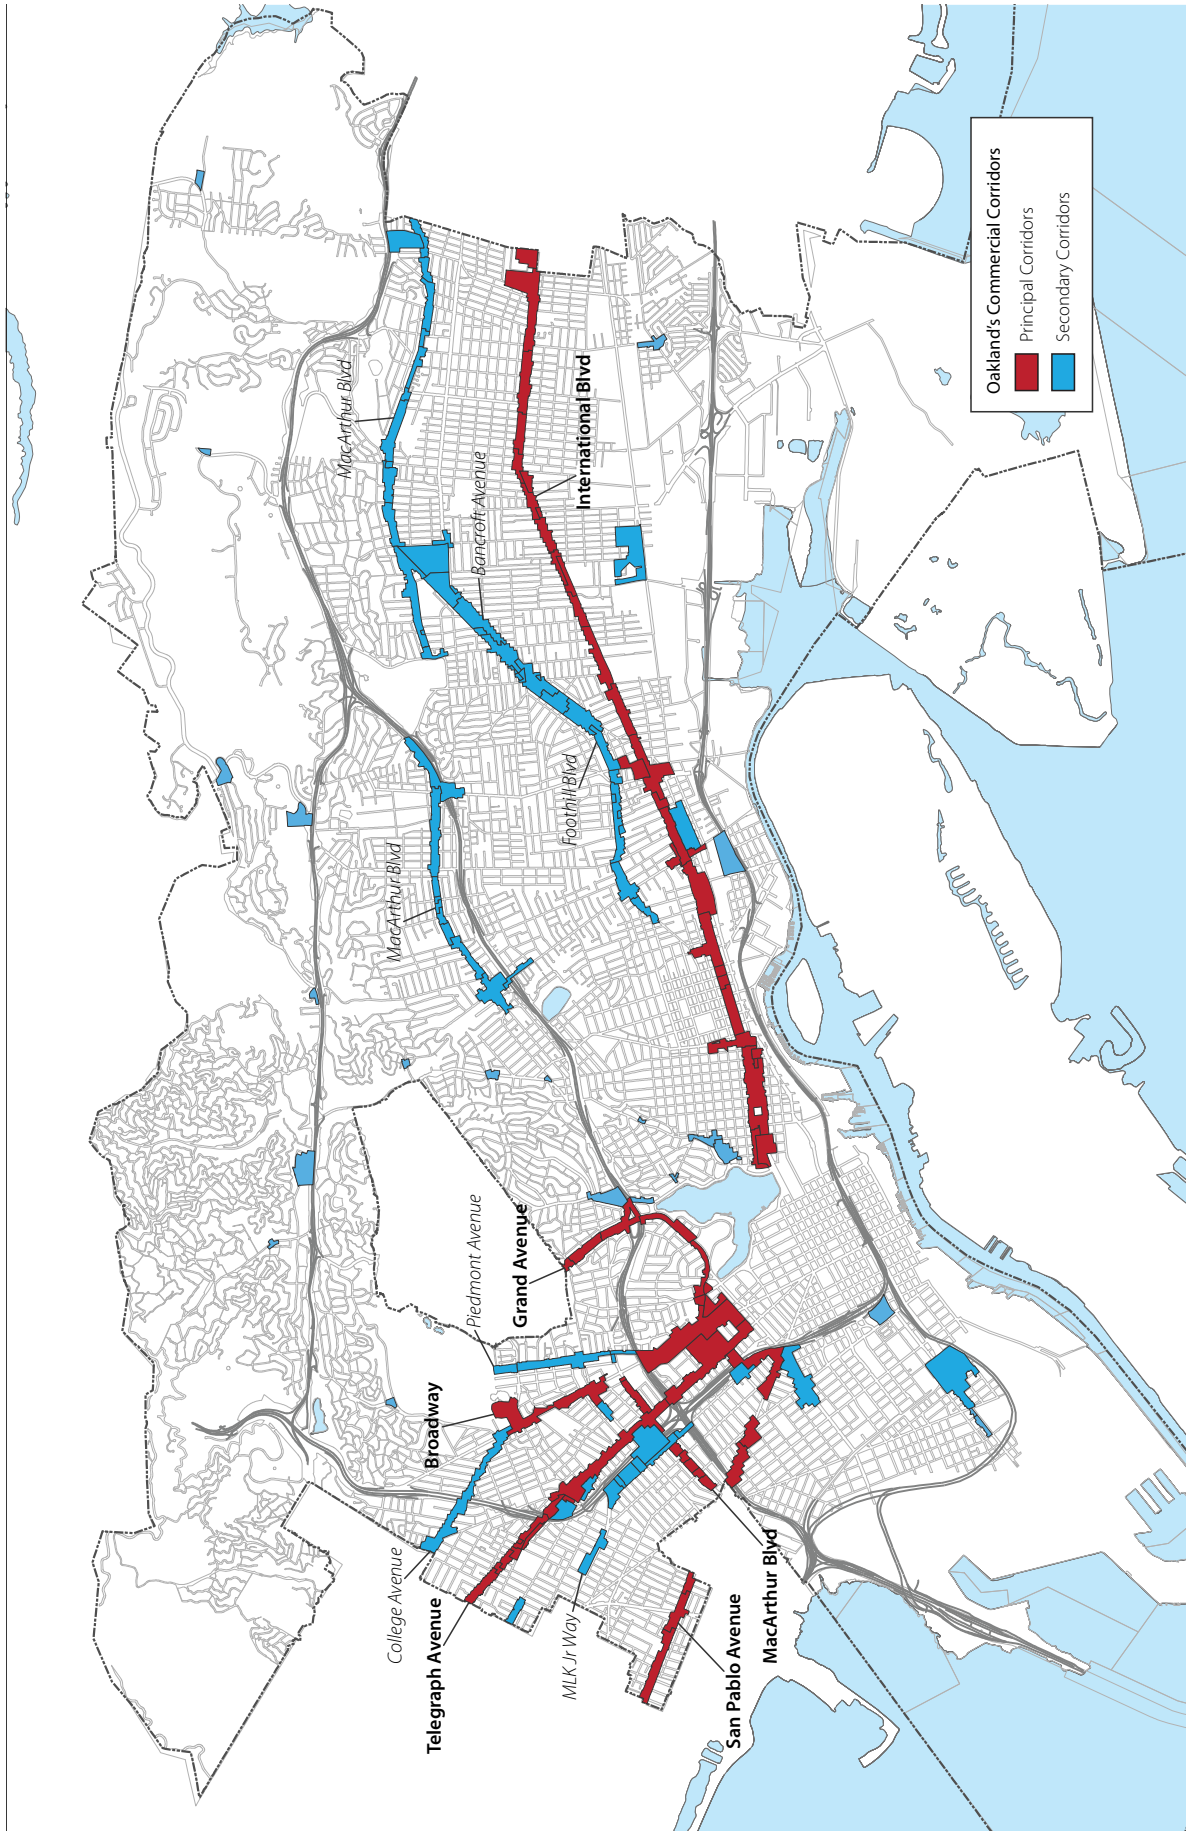 College Avenue
Telegraph Avenue
MLK Jr Way
San Pablo Avenue
MacArthur Blvd
Broadway
Piedmont Avenue
Grand Avenue
MacArthur Blvd
Foothill Blvd
MacArthur Blvd
Bancroft Avenue
International Blvd
Oakland's Commercial Corridors
Principal Corridors
Secondary Corridors